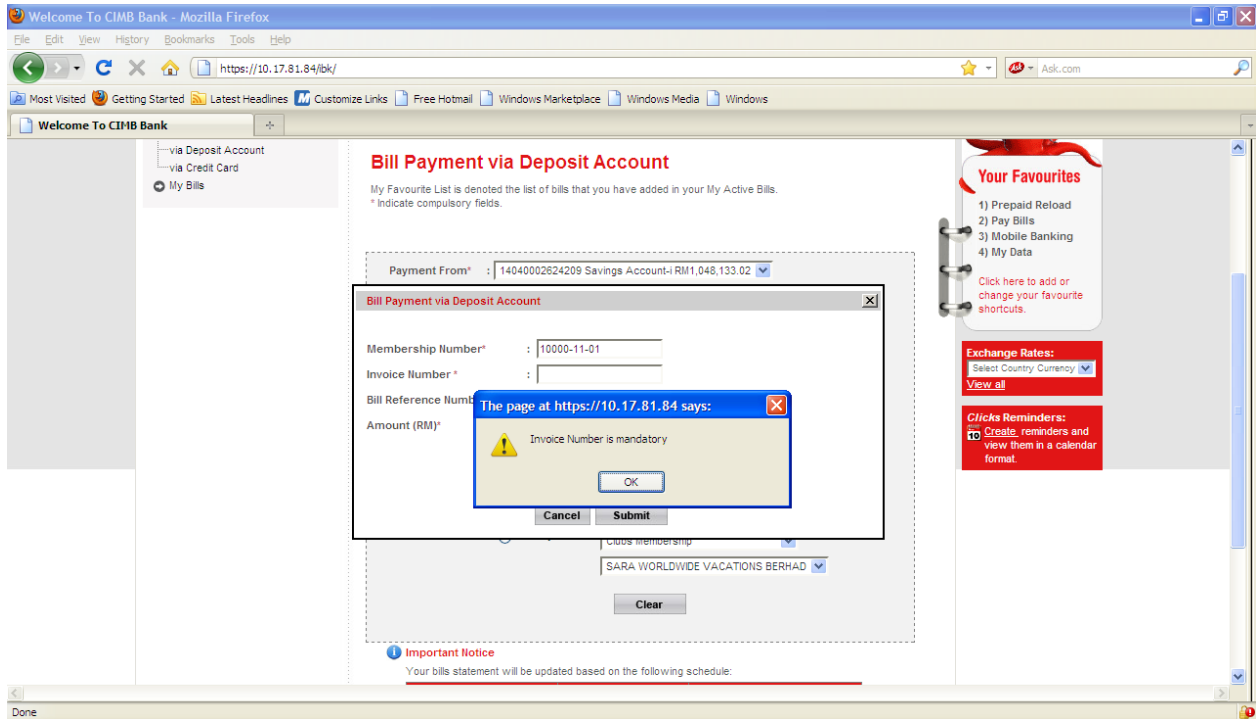 Welcome To CIMB Bank - Mozilla Firefox
File Edit View History Bookmarks Tools Help
https://10.17.81.84/ibk/
Ask.com
Most Visited Getting Started Latest Headlines Customize Links Free Hotmail Windows Marketplace Windows Media Windows
Welcome To CIMB Bank
via Deposit Account
via Credit Card
My Bills
Bill Payment via Deposit Account
My Favourite List is denoted the list of bills that you have added in your My Active Bills.
* Indicate compulsory fields.
Payment From* : 14040002624209 Savings Account-i RM1,048,133.02
Bill Payment via Deposit Account
Membership Number* : 10000-11-01
Invoice Number * :
Bill Reference Numb
Amount (RM)*
The page at https://10.17.81.84 says:
Invoice Number is mandatory
OK
Cancel Submit
Clubs Membership
SARA WORLDWIDE VACATIONS BERHAD
Clear
Important Notice
Your bills statement will be updated based on the following schedule:
Your Favourites
1) Prepaid Reload
2) Pay Bills
3) Mobile Banking
4) My Data
Click here to add or
change your favourite
shortcuts.
Exchange Rates:
Select Country Currency
View all
Clicks Reminders:
10 Create reminders and
view them in a calendar
format.
Done